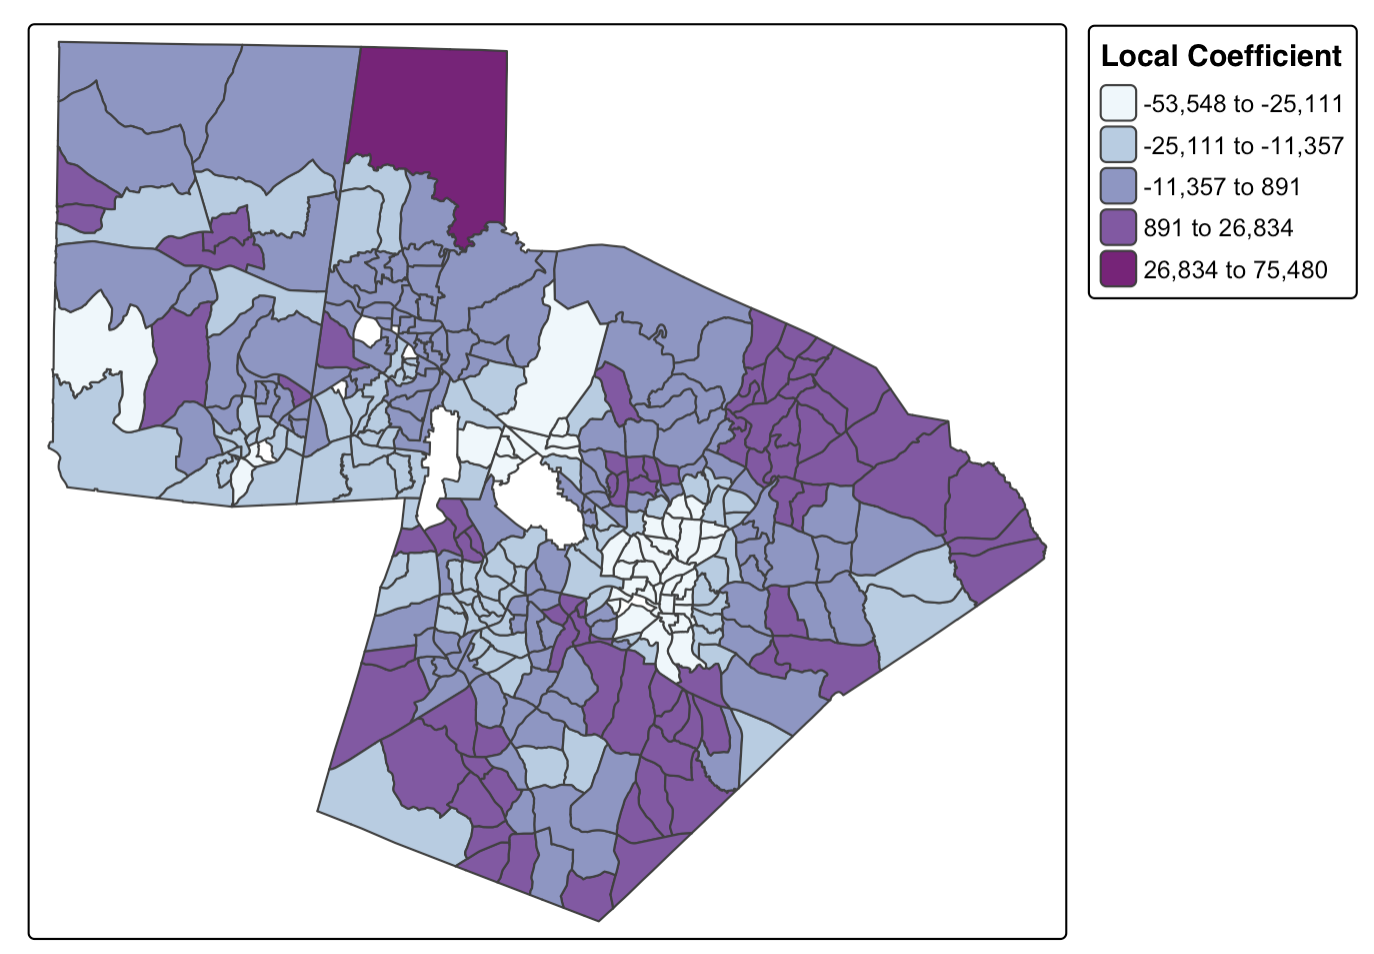 Local Coefficient
-53,548 to -25,111
-25,111 to -11,357
-11,357 to 891
891 to 26,834
26,834 to 75,480